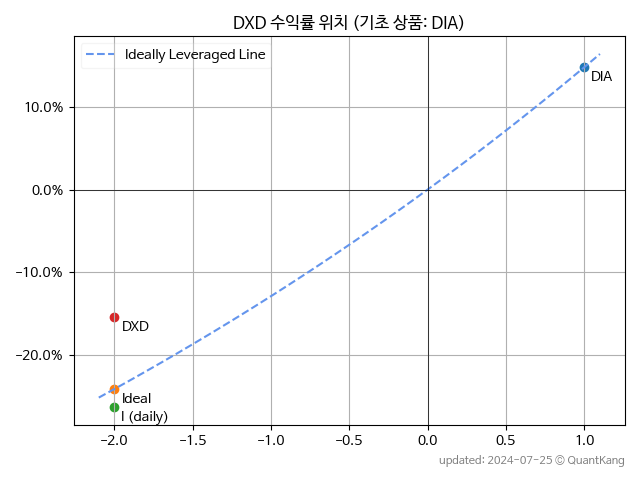 DXD 수익률 위치 (기초 상품: DIA)
Ideally Leveraged Line
DIA
10.0%
0.0%
−10.0%
−20.0%
DXD
Ideal
I (daily)
−2.0 −1.5 −1.0 −0.5 0.0 0.5 1.0
updated: 2024-07-25 © QuantKang